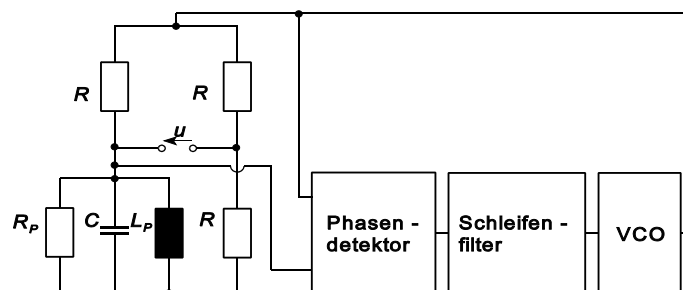 R
R
u
R_P
C
L_P
R
Phasen -
detektor
Schleifen -
filter
VCO